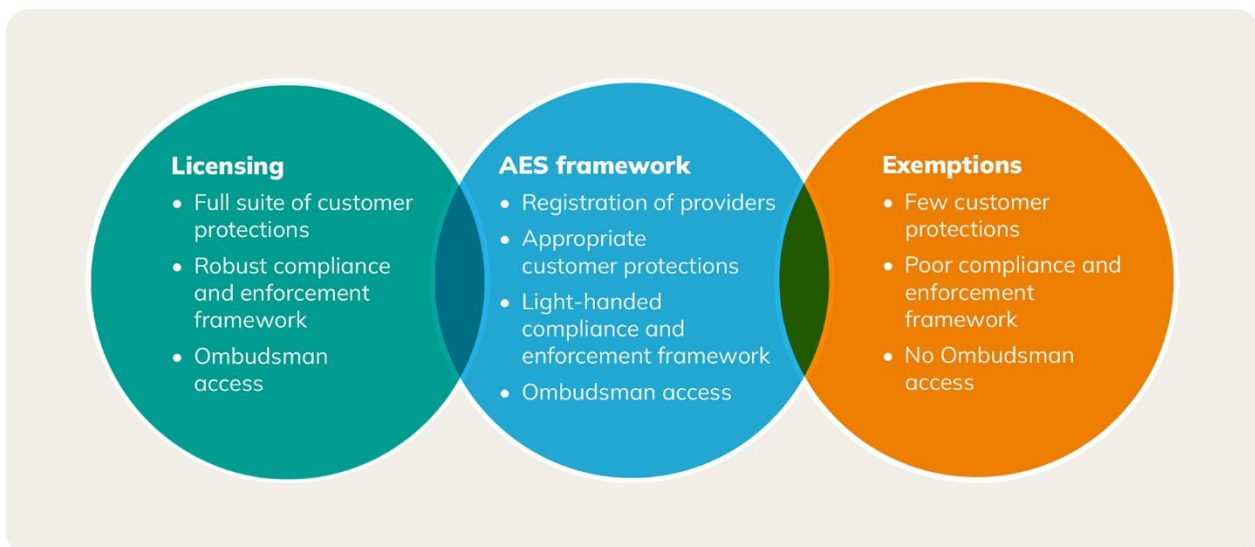 Licensing
• Full suite of customer
protections
• Robust compliance
and enforcement
framework
• Ombudsman
access
AES framework
• Registration of providers
• Appropriate
customer protections
• Light-handed
compliance and
enforcement framework
• Ombudsman access
Exemptions
• Few customer
protections
• Poor compliance and
enforcement
framework
• No Ombudsman
access